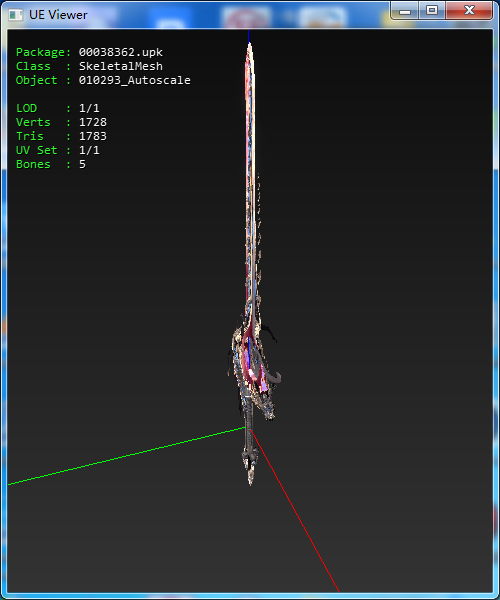 UE Viewer
Package: 00038362.upk
Class  : SkeletalMesh
Object : 010293_Autoscale
LOD    : 1/1
Verts  : 1728
Tris   : 1783
UV Set : 1/1
Bones  : 5